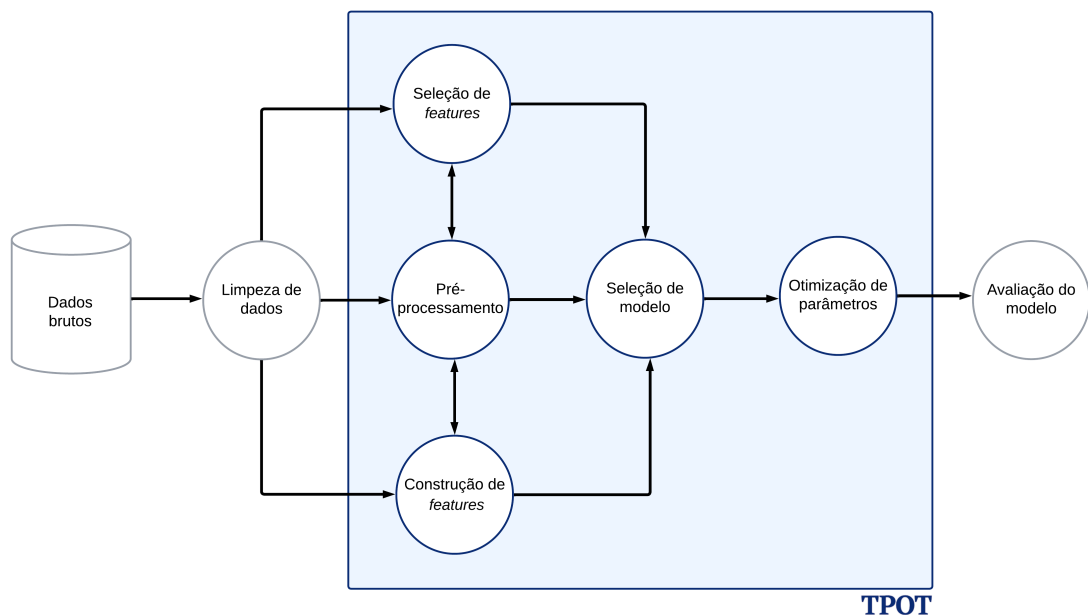 Dados
brutos
Limpeza de
dados
Seleção de
features
Pré-
processamento
Construção de
features
Seleção de
modelo
Otimização de
parâmetros
Avaliação do
modelo
TPOT